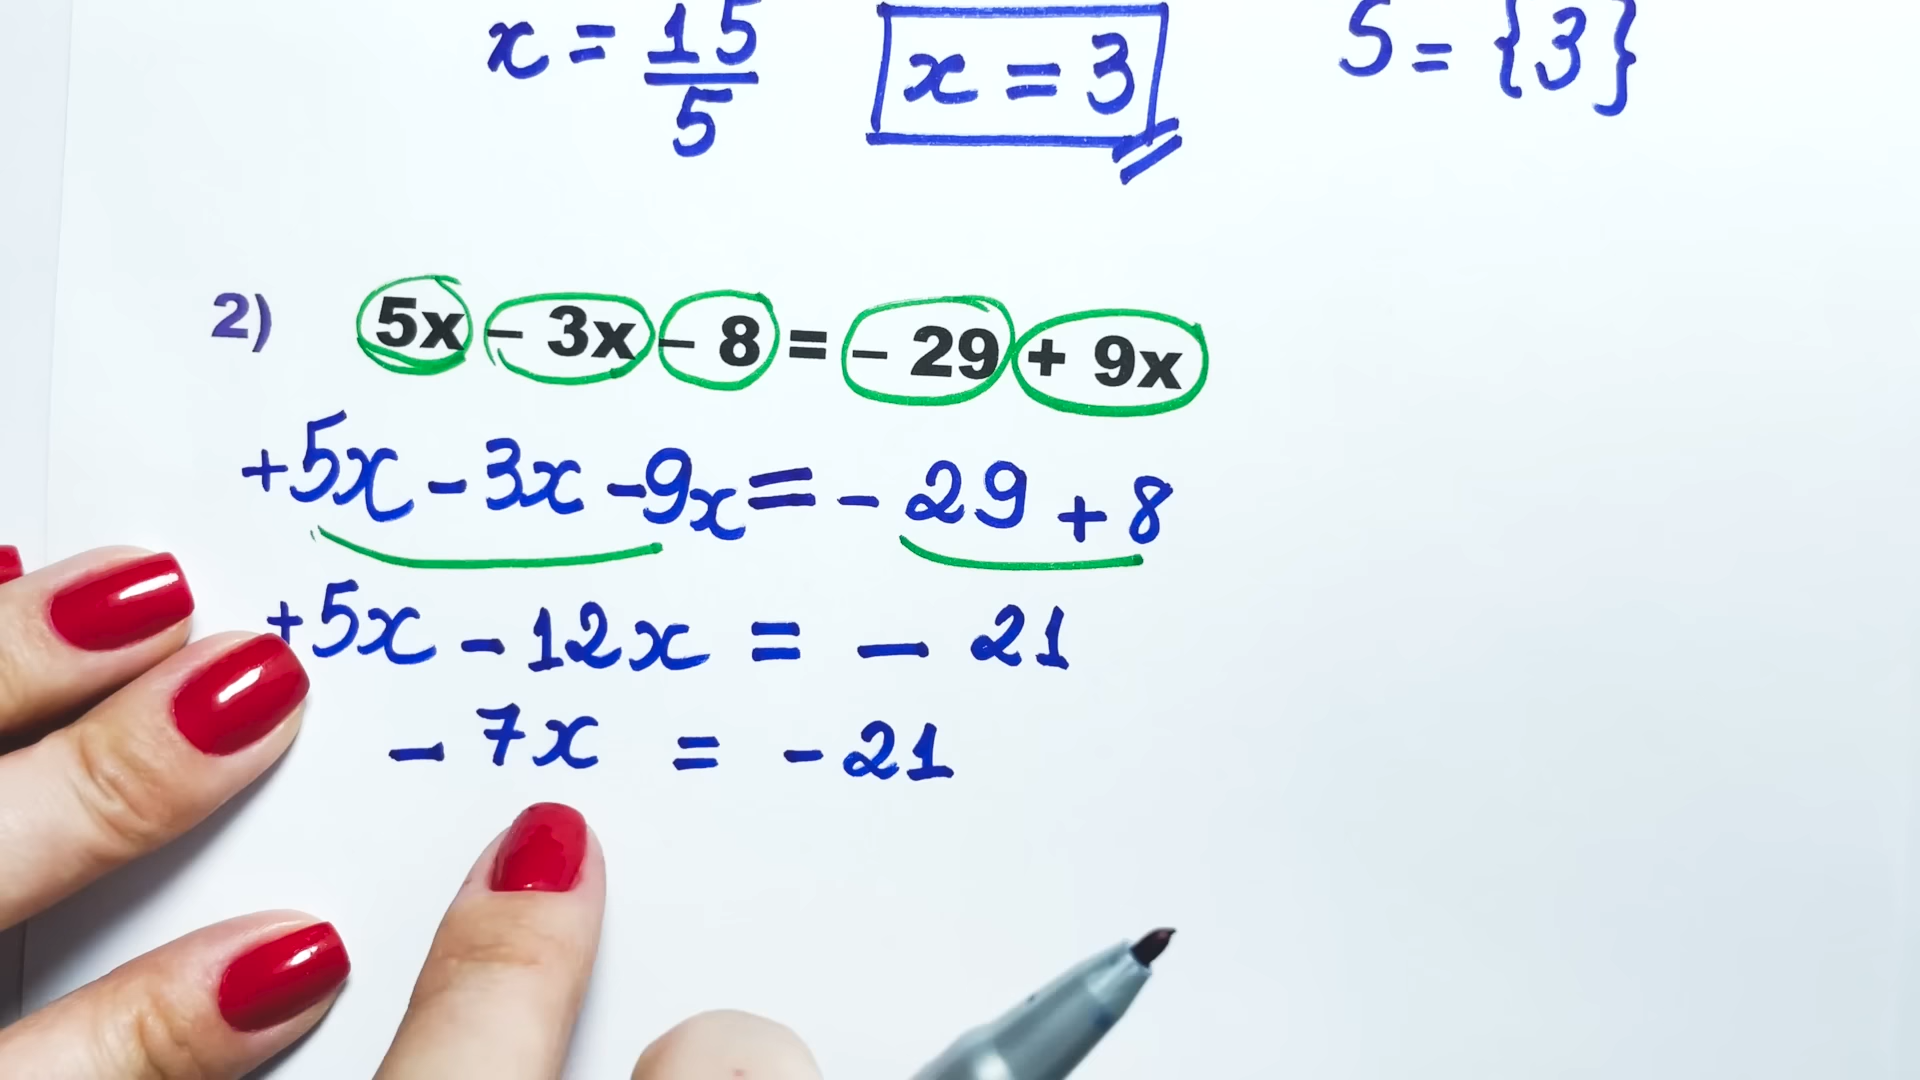 x = 15/5 x = 3 S = {3}
2) 5x – 3x – 8 = – 29 + 9x
+5x - 3x - 9x = - 29 + 8
+5x - 12x = - 21
- 7x = - 21